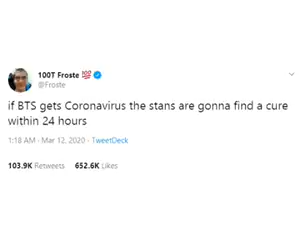 100T Froste 💯
@Froste
if BTS gets Coronavirus the stans are gonna find a cure
within 24 hours
1:18 AM · Mar 12, 2020 · TweetDeck
103.9K Retweets 652.6K Likes